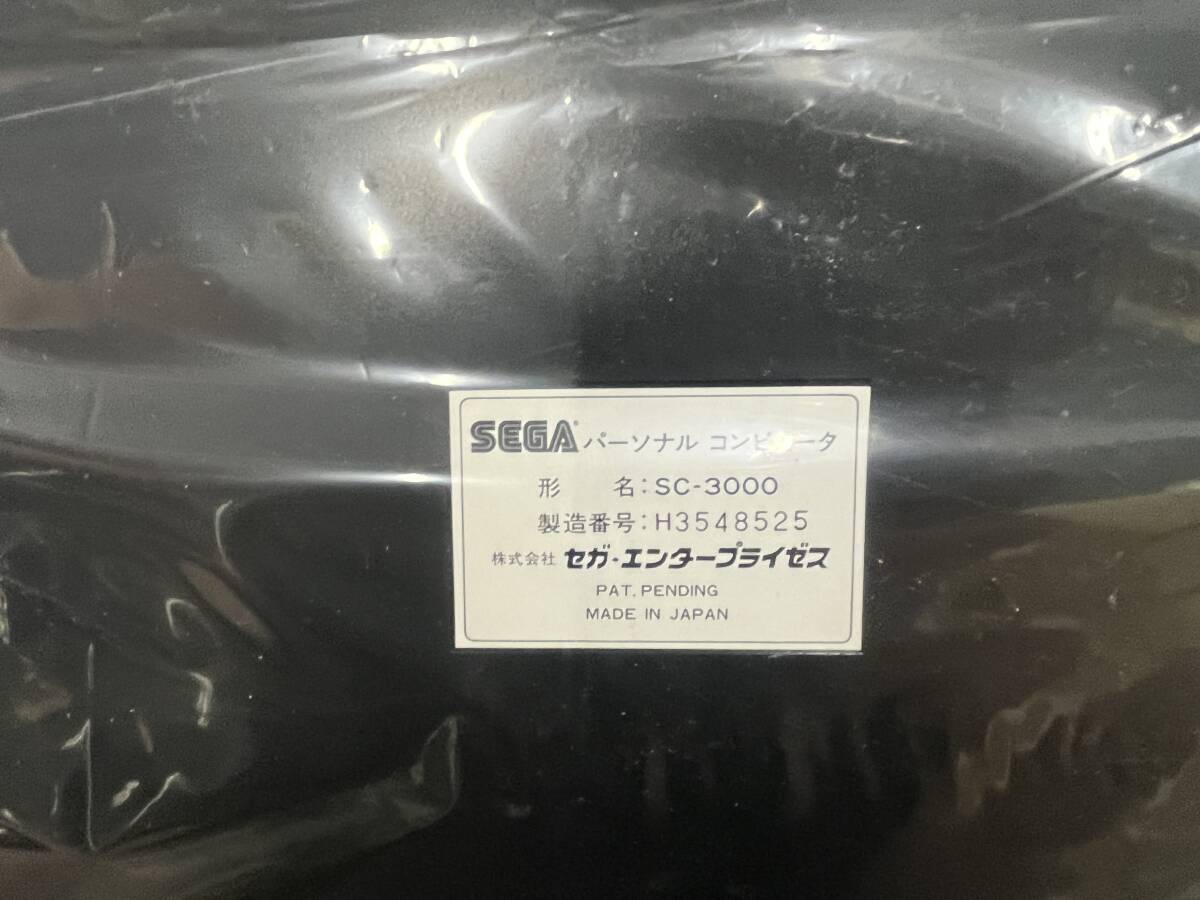 SEGA® パーソナル コンピュータ
形 名:SC-3000
製造番号:H3548525
株式会社 セガ・エンタープライゼス
PAT. PENDING
MADE IN JAPAN